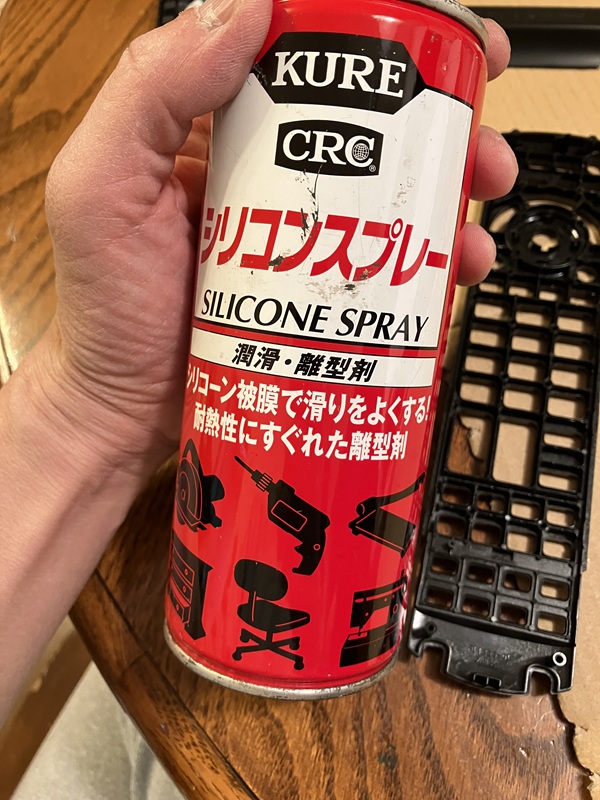 KURE
CRC®
シリコンスプレー
SILICONE SPRAY
潤滑・離型剤
シリコーン被膜で滑りをよくする!
耐熱性にすぐれた離型剤